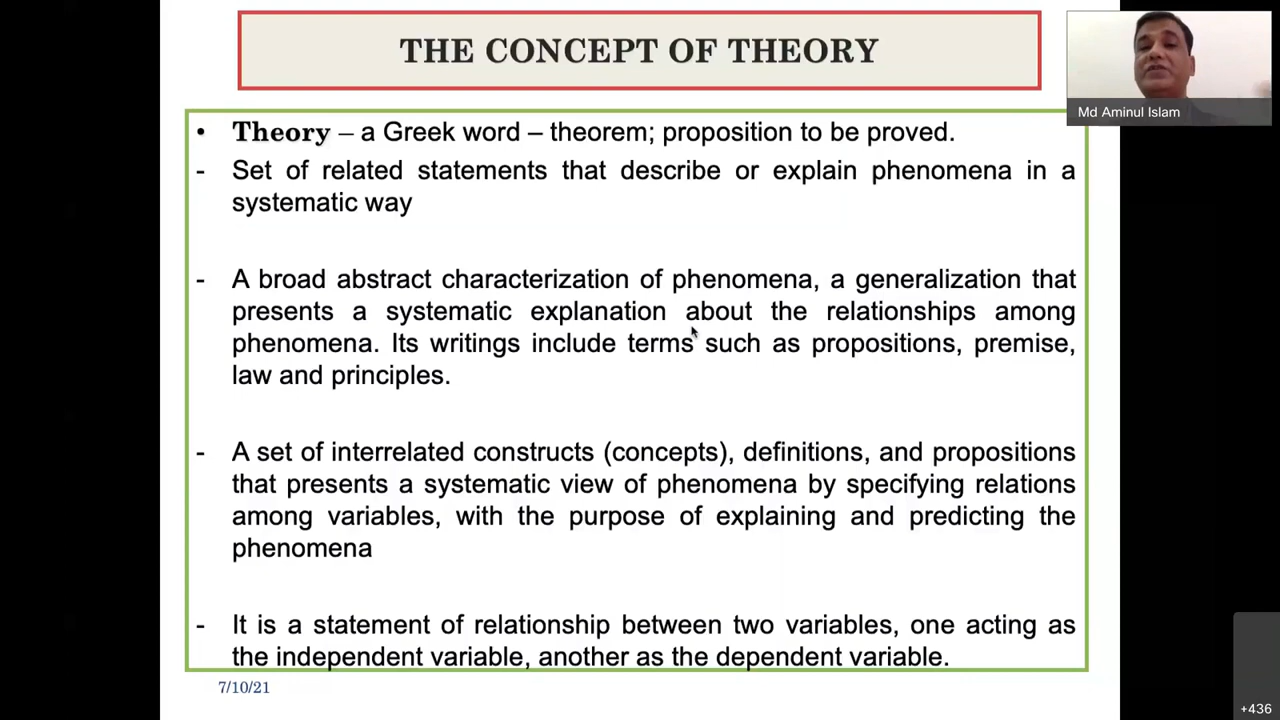 THE CONCEPT OF THEORY
Md Aminul Islam
• Theory – a Greek word – theorem; proposition to be proved.
- Set of related statements that describe or explain phenomena in a
systematic way
- A broad abstract characterization of phenomena, a generalization that
presents a systematic explanation about the relationships among
phenomena. Its writings include terms such as propositions, premise,
law and principles.
- A set of interrelated constructs (concepts), definitions, and propositions
that presents a systematic view of phenomena by specifying relations
among variables, with the purpose of explaining and predicting the
phenomena
- It is a statement of relationship between two variables, one acting as
the independent variable, another as the dependent variable.
7/10/21
+436